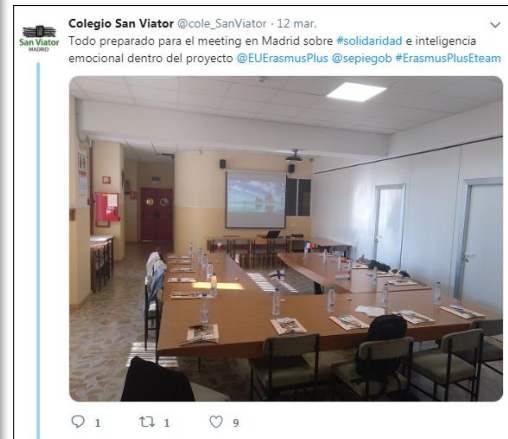 Colegio San Viator @cole_SanViator · 12 mar.
Todo preparado para el meeting en Madrid sobre #solidaridad e inteligencia
emocional dentro del proyecto @EUErasmusPlus @sepiegob #ErasmusPlusEteam
San Viator
MADRID
1 1 9